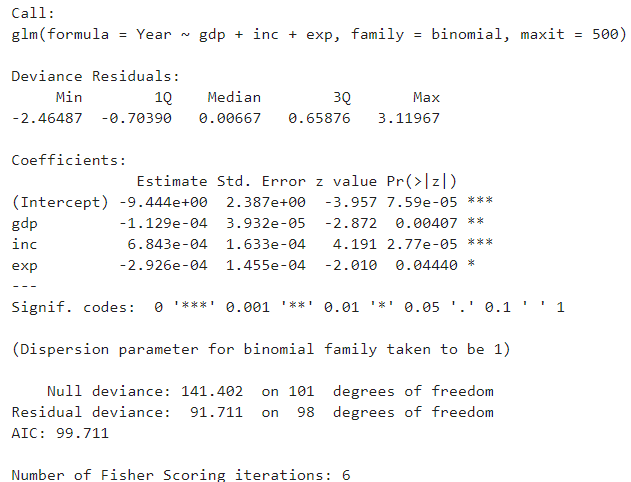 Call:
glm(formula = Year ~ gdp + inc + exp, family = binomial, maxit = 500)
Deviance Residuals:
Min 1Q Median 3Q Max
-2.46487 -0.70390 0.00667 0.65876 3.11967
Coefficients:
Estimate Std. Error z value Pr(>|z|)
(Intercept) -9.444e+00 2.387e+00 -3.957 7.59e-05 ***
gdp -1.129e-04 3.932e-05 -2.872 0.00407 **
inc 6.843e-04 1.633e-04 4.191 2.77e-05 ***
exp -2.926e-04 1.455e-04 -2.010 0.04440 *
---
Signif. codes: 0 '***' 0.001 '**' 0.01 '*' 0.05 '.' 0.1 ' ' 1
(Dispersion parameter for binomial family taken to be 1)
Null deviance: 141.402 on 101 degrees of freedom
Residual deviance: 91.711 on 98 degrees of freedom
AIC: 99.711
Number of Fisher Scoring iterations: 6